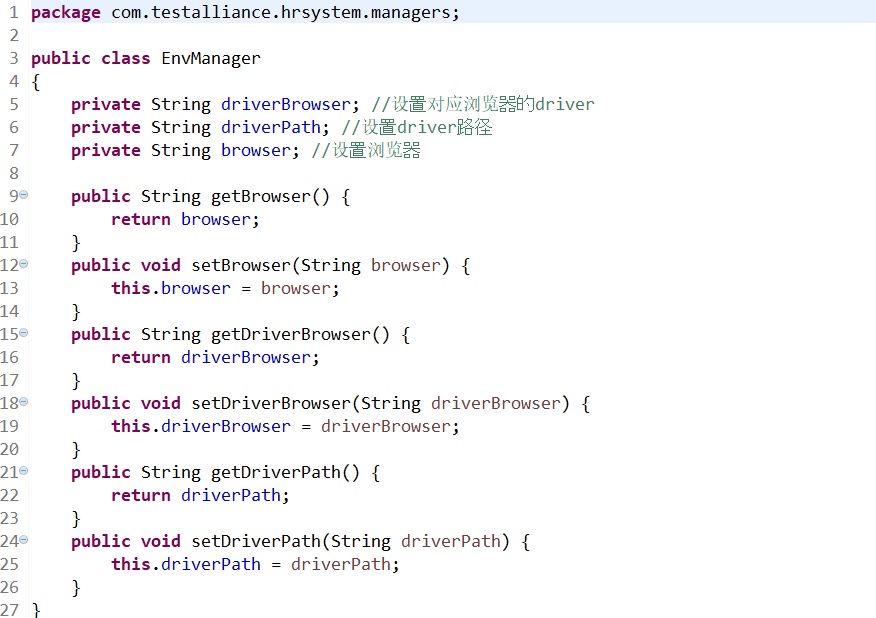 1 package com.testalliance.hrsystem.managers;
2
3 public class EnvManager
4 {
5     private String driverBrowser; //设置对应浏览器的driver
6     private String driverPath; //设置driver路径
7     private String browser; //设置浏览器
8
9     public String getBrowser() {
10         return browser;
11     }
12     public void setBrowser(String browser) {
13         this.browser = browser;
14     }
15     public String getDriverBrowser() {
16         return driverBrowser;
17     }
18     public void setDriverBrowser(String driverBrowser) {
19         this.driverBrowser = driverBrowser;
20     }
21     public String getDriverPath() {
22         return driverPath;
23     }
24     public void setDriverPath(String driverPath) {
25         this.driverPath = driverPath;
26     }
27 }